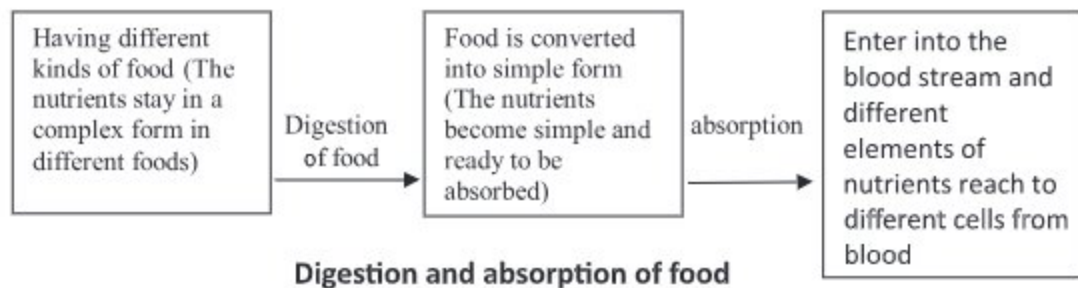 Having different
kinds of food (The
nutrients stay in a
complex form in
different foods)
Digestion
of food
Food is converted
into simple form
(The nutrients
become simple and
ready to be
absorbed)
absorption
Enter into the
blood stream and
different
elements of
nutrients reach to
different cells from
blood
Digestion and absorption of food